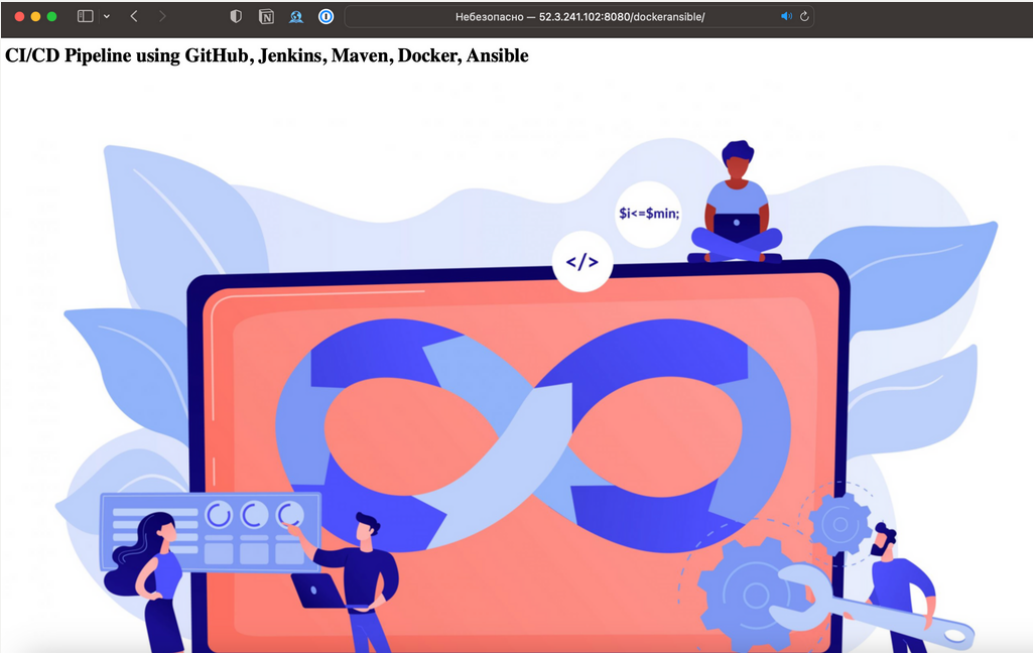 Небезопасно — 52.3.241.102:8080/dockeransible/
CI/CD Pipeline using GitHub, Jenkins, Maven, Docker, Ansible
$i<=$min;
</>